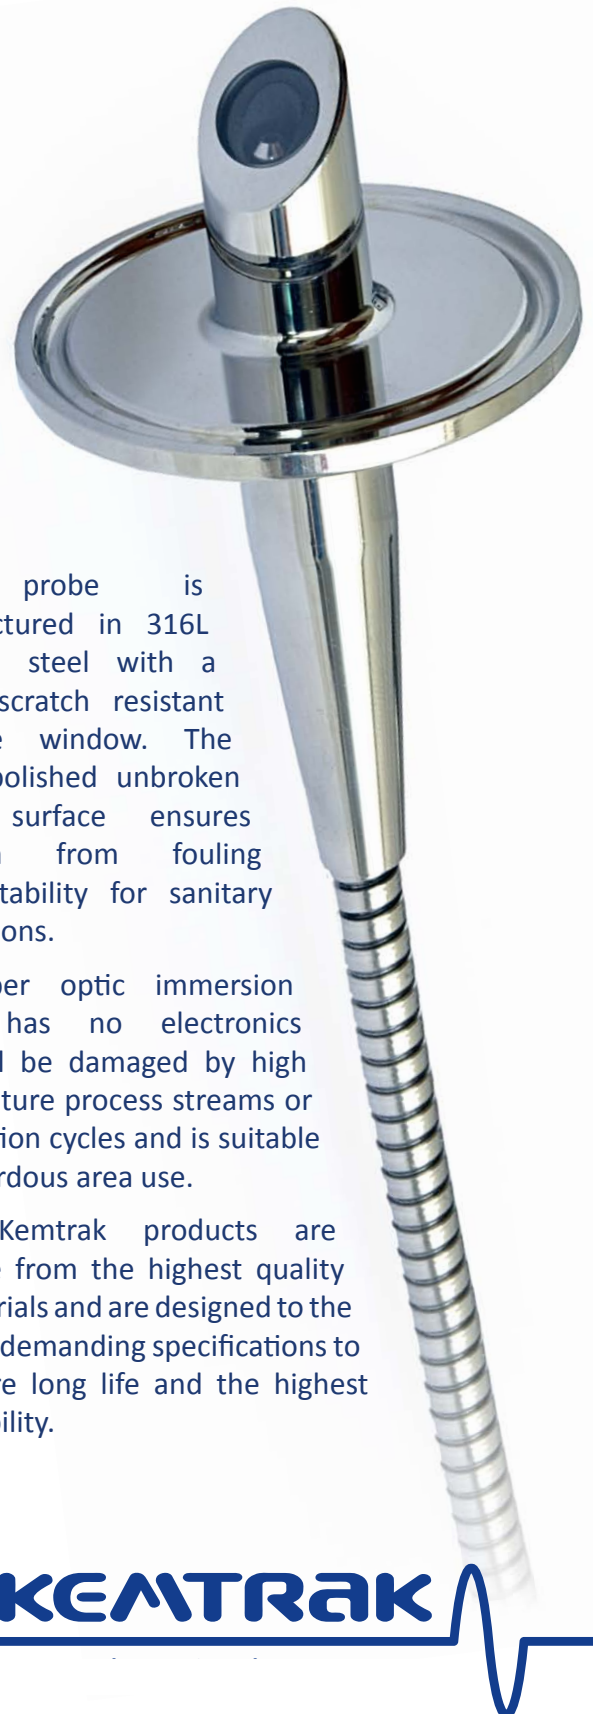 probe is
ctured in 316L
steel with a
scratch resistant
window. The
polished unbroken
surface ensures
from fouling
tability for sanitary
ons.
er optic immersion
has no electronics
be damaged by high
ture process streams or
ion cycles and is suitable
rdous area use.
Kemtrak products are
from the highest quality
rials and are designed to the
demanding specifications to
re long life and the highest
ility.
KEMTRAK